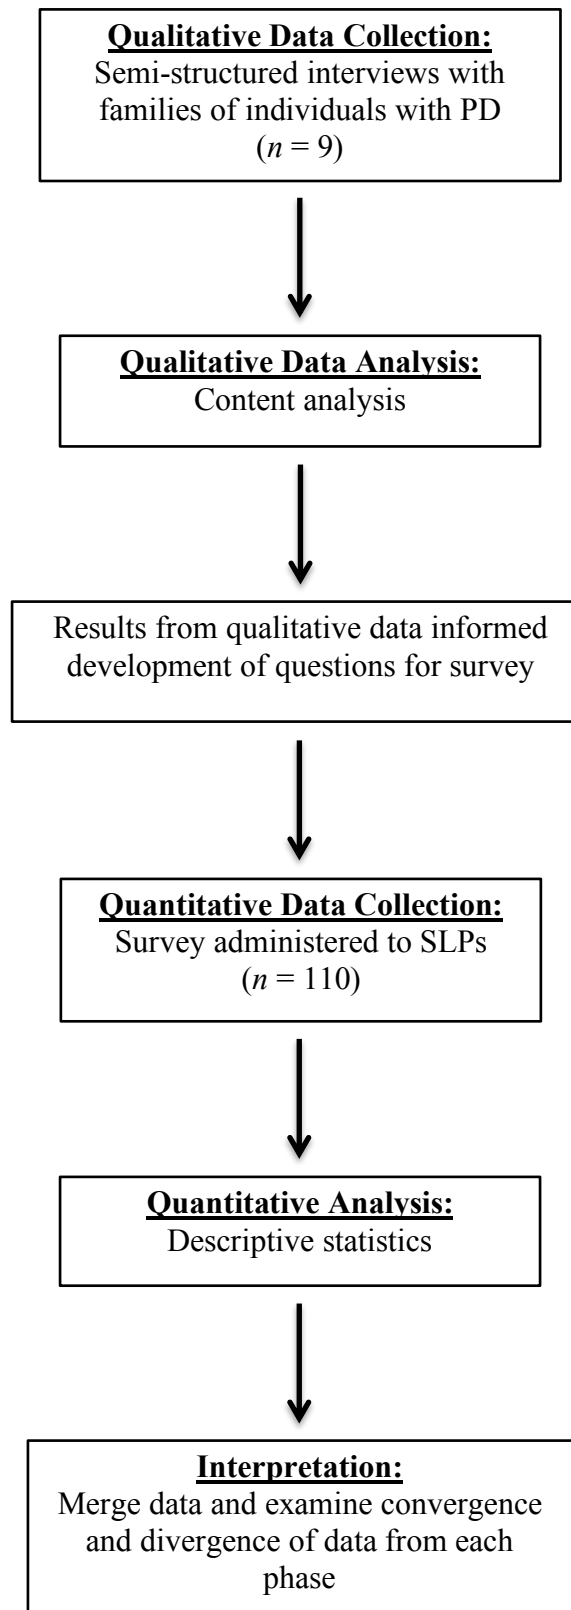 Qualitative Data Collection:
Semi-structured interviews with
families of individuals with PD
(n = 9)
Qualitative Data Analysis:
Content analysis
Results from qualitative data informed
development of questions for survey
Quantitative Data Collection:
Survey administered to SLPs
(n = 110)
Quantitative Analysis:
Descriptive statistics
Interpretation:
Merge data and examine convergence
and divergence of data from each
phase